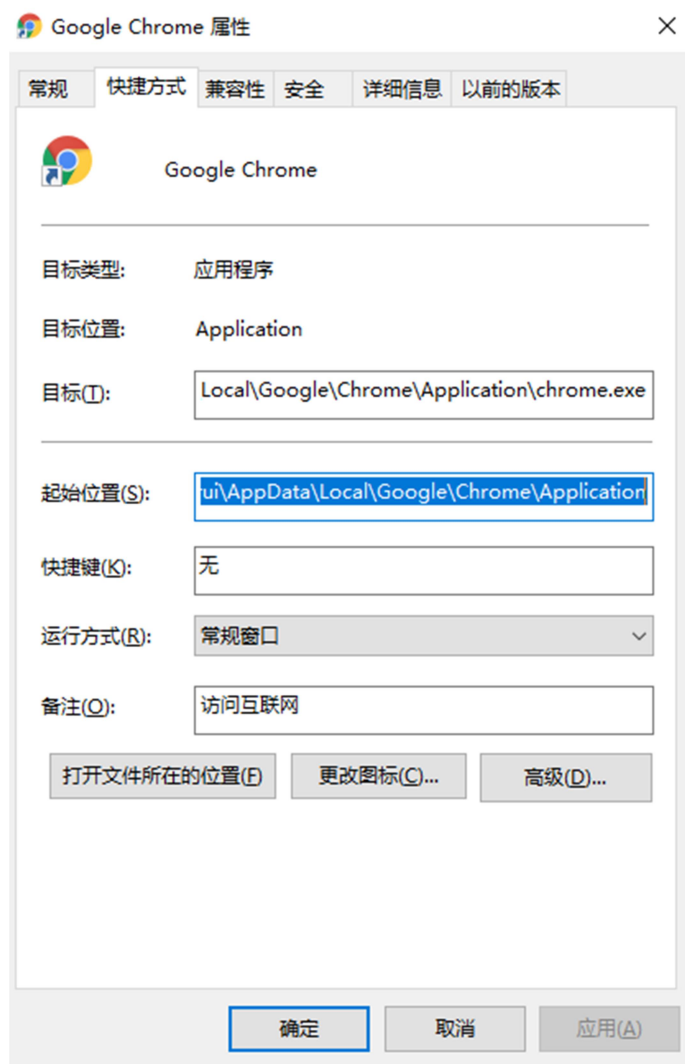 Google Chrome 属性
常规 快捷方式 兼容性 安全 详细信息 以前的版本
Google Chrome
目标类型: 应用程序
目标位置: Application
目标(T): Local\Google\Chrome\Application\chrome.exe
起始位置(S): rui\AppData\Local\Google\Chrome\Application
快捷键(K): 无
运行方式(R): 常规窗口
备注(O): 访问互联网
打开文件所在的位置(F) 更改图标(C)... 高级(D)...
确定 取消 应用(A)